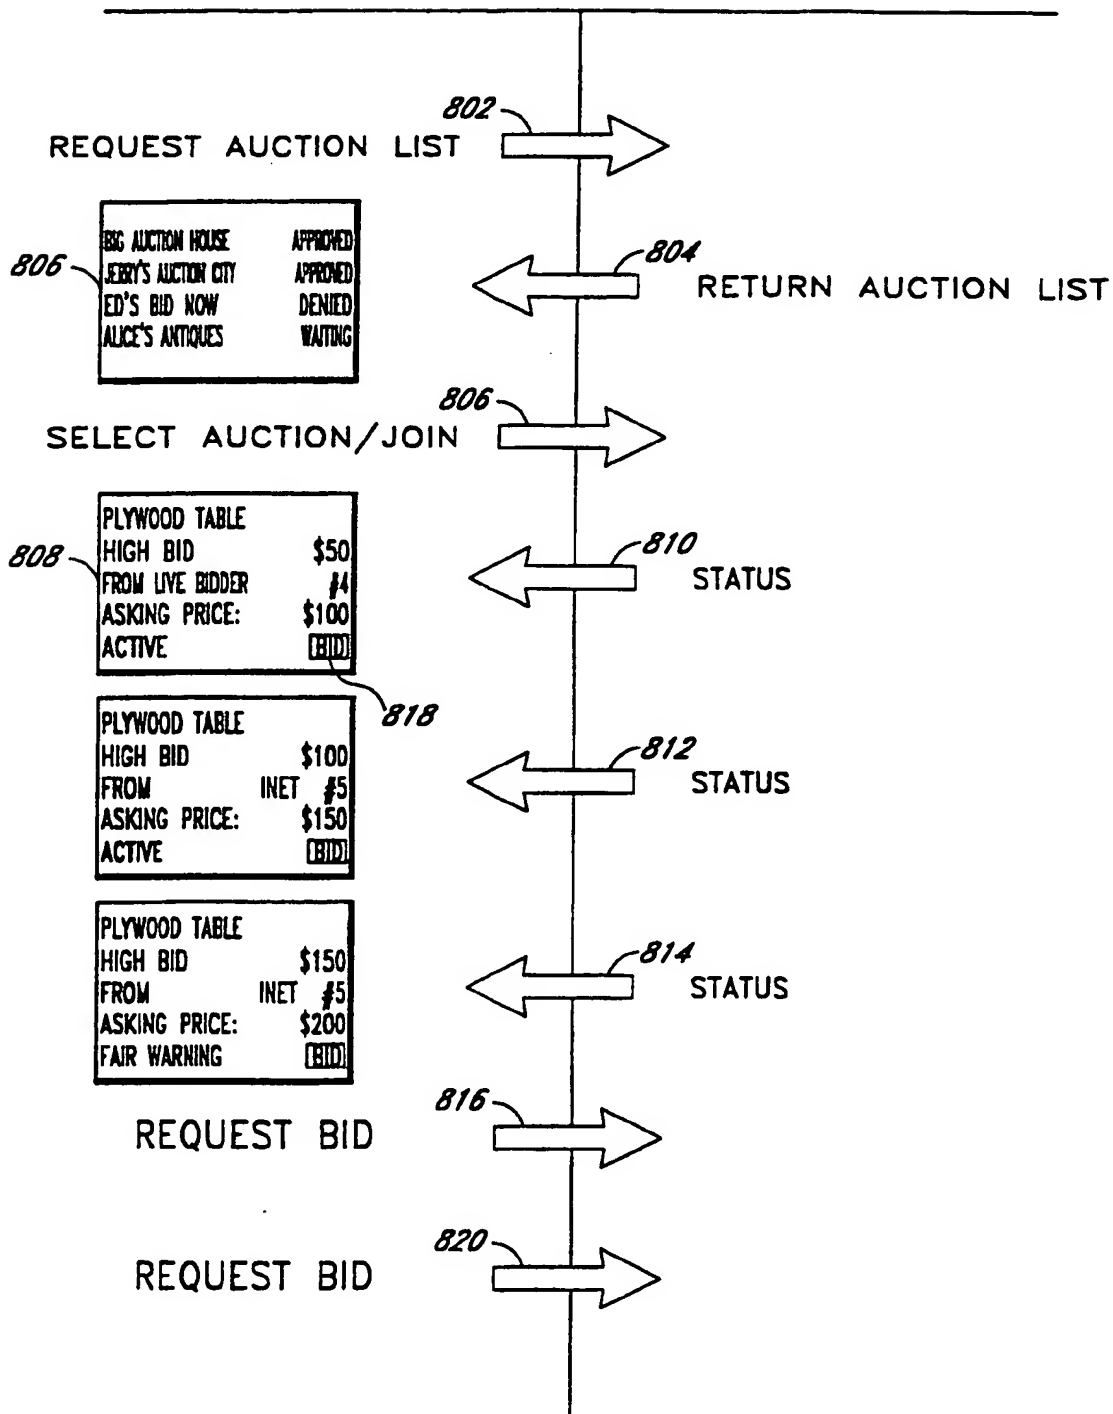 802
REQUEST AUCTION LIST
BIG AUCTION HOUSE APPROVED
806 JERRY'S AUCTION CITY APPROVED
ED'S BID NOW DENIED
ALICE'S ANTIQUES WAITING
804
RETURN AUCTION LIST
806
SELECT AUCTION/JOIN
PLYWOOD TABLE
808 HIGH BID $50
FROM LIVE BIDDER #4
ASKING PRICE: $100
ACTIVE BID
818
810
STATUS
PLYWOOD TABLE
HIGH BID $100
FROM INET #5
ASKING PRICE: $150
ACTIVE BID
812
STATUS
PLYWOOD TABLE
HIGH BID $150
FROM INET #5
ASKING PRICE: $200
FAIR WARNING BID
814
STATUS
816
REQUEST BID
820
REQUEST BID